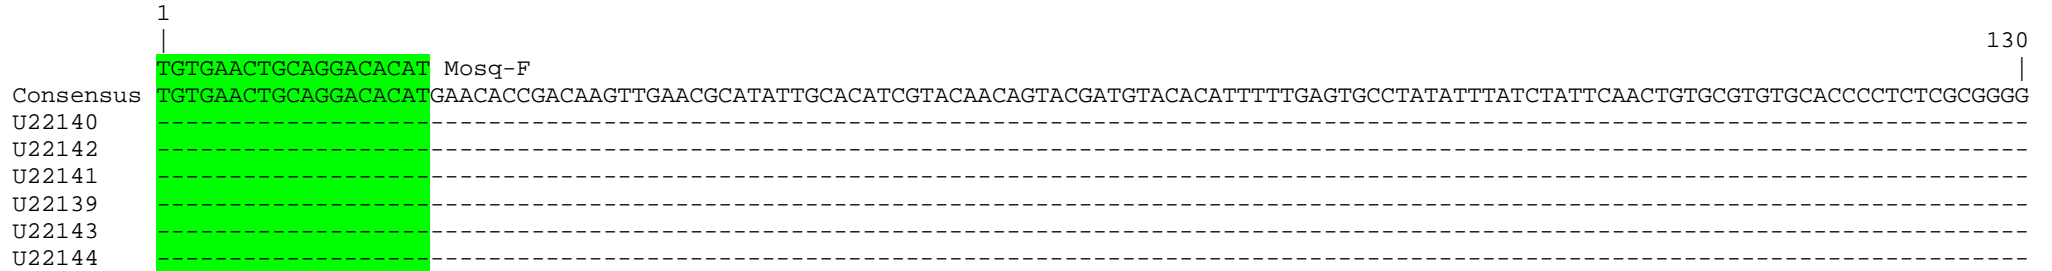 1
130
TGTGAACTGCAGGACACAT Mosq-F
Consensus TGTGAACTGCAGGACACATGAACACCGACAAGTTGAACGCATATTGCACATCGTACAACAGTACGATGTACACATTTTTGAGTGCCTATATTTATCTATTCAACTGTGCGTGTGCACCCCTCTCGCGGGG
U22140 ----------------------------------------------------------------------------------------------------------------------------------
U22142 ----------------------------------------------------------------------------------------------------------------------------------
U22141 ----------------------------------------------------------------------------------------------------------------------------------
U22139 ----------------------------------------------------------------------------------------------------------------------------------
U22143 ----------------------------------------------------------------------------------------------------------------------------------
U22144 ----------------------------------------------------------------------------------------------------------------------------------